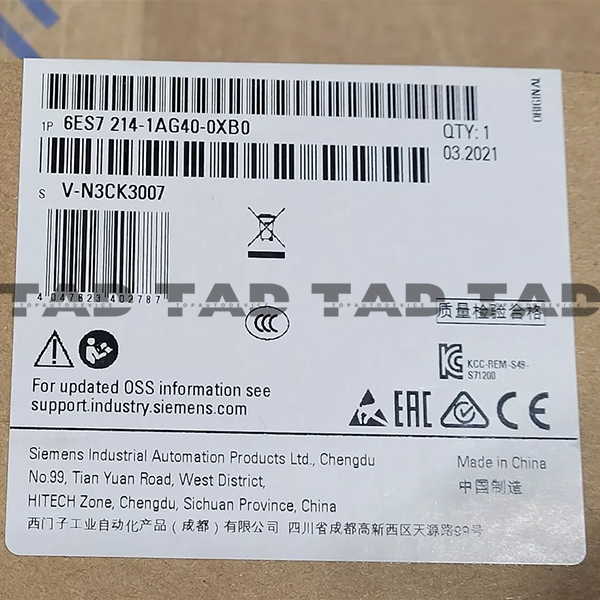 1P 6ES7 214-1AG40-0XB0
QTY: 1
03.2021
S V-N3CK3007
4 047623 402787
TAD TAD TAD TAD
TOPAUTODEVICE TOPAUTODEVICE TOPAUTODEVICE TOPAUTODEVICE
质量检验合格
CCC
KCC-REM-S49-
S71200
For updated OSS information see
support.industry.siemens.com
EAC CE
Siemens Industrial Automation Products Ltd., Chengdu
No.99, Tian Yuan Road, West District,
HITECH Zone, Chengdu, Sichuan Province, China
西门子工业自动化产品（成都）有限公司 四川省成都高新西区天源路99号
Made in China
中国制造